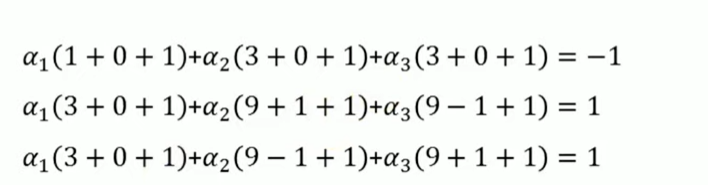 α₁(1 + 0 + 1)+α₂(3 + 0 + 1)+α₃(3 + 0 + 1) = −1
α₁(3 + 0 + 1)+α₂(9 + 1 + 1)+α₃(9 − 1 + 1) = 1
α₁(3 + 0 + 1)+α₂(9 − 1 + 1)+α₃(9 + 1 + 1) = 1